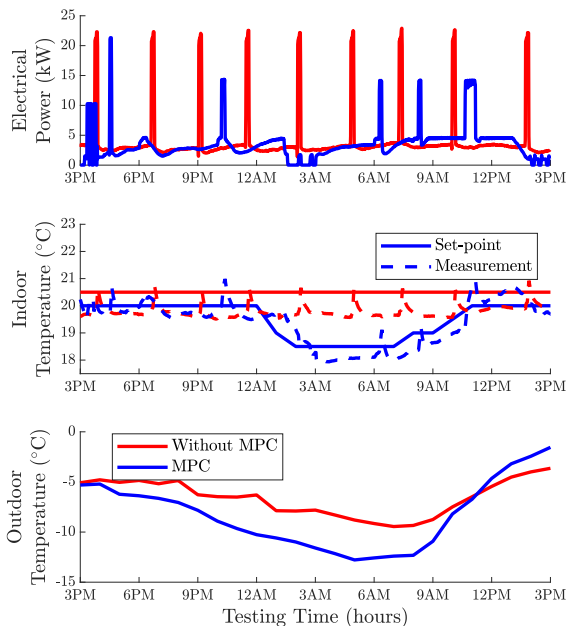 Electrical
Power (kW)
25
20
15
10
5
0
3PM 6PM 9PM 12AM 3AM 6AM 9AM 12PM 3PM
Indoor
Temperature (°C)
23
22
21
20
19
18
Set-point
Measurement
3PM 6PM 9PM 12AM 3AM 6AM 9AM 12PM 3PM
Outdoor
Temperature (°C)
0
-5
-10
-15
Without MPC
MPC
3PM 6PM 9PM 12AM 3AM 6AM 9AM 12PM 3PM
Testing Time (hours)